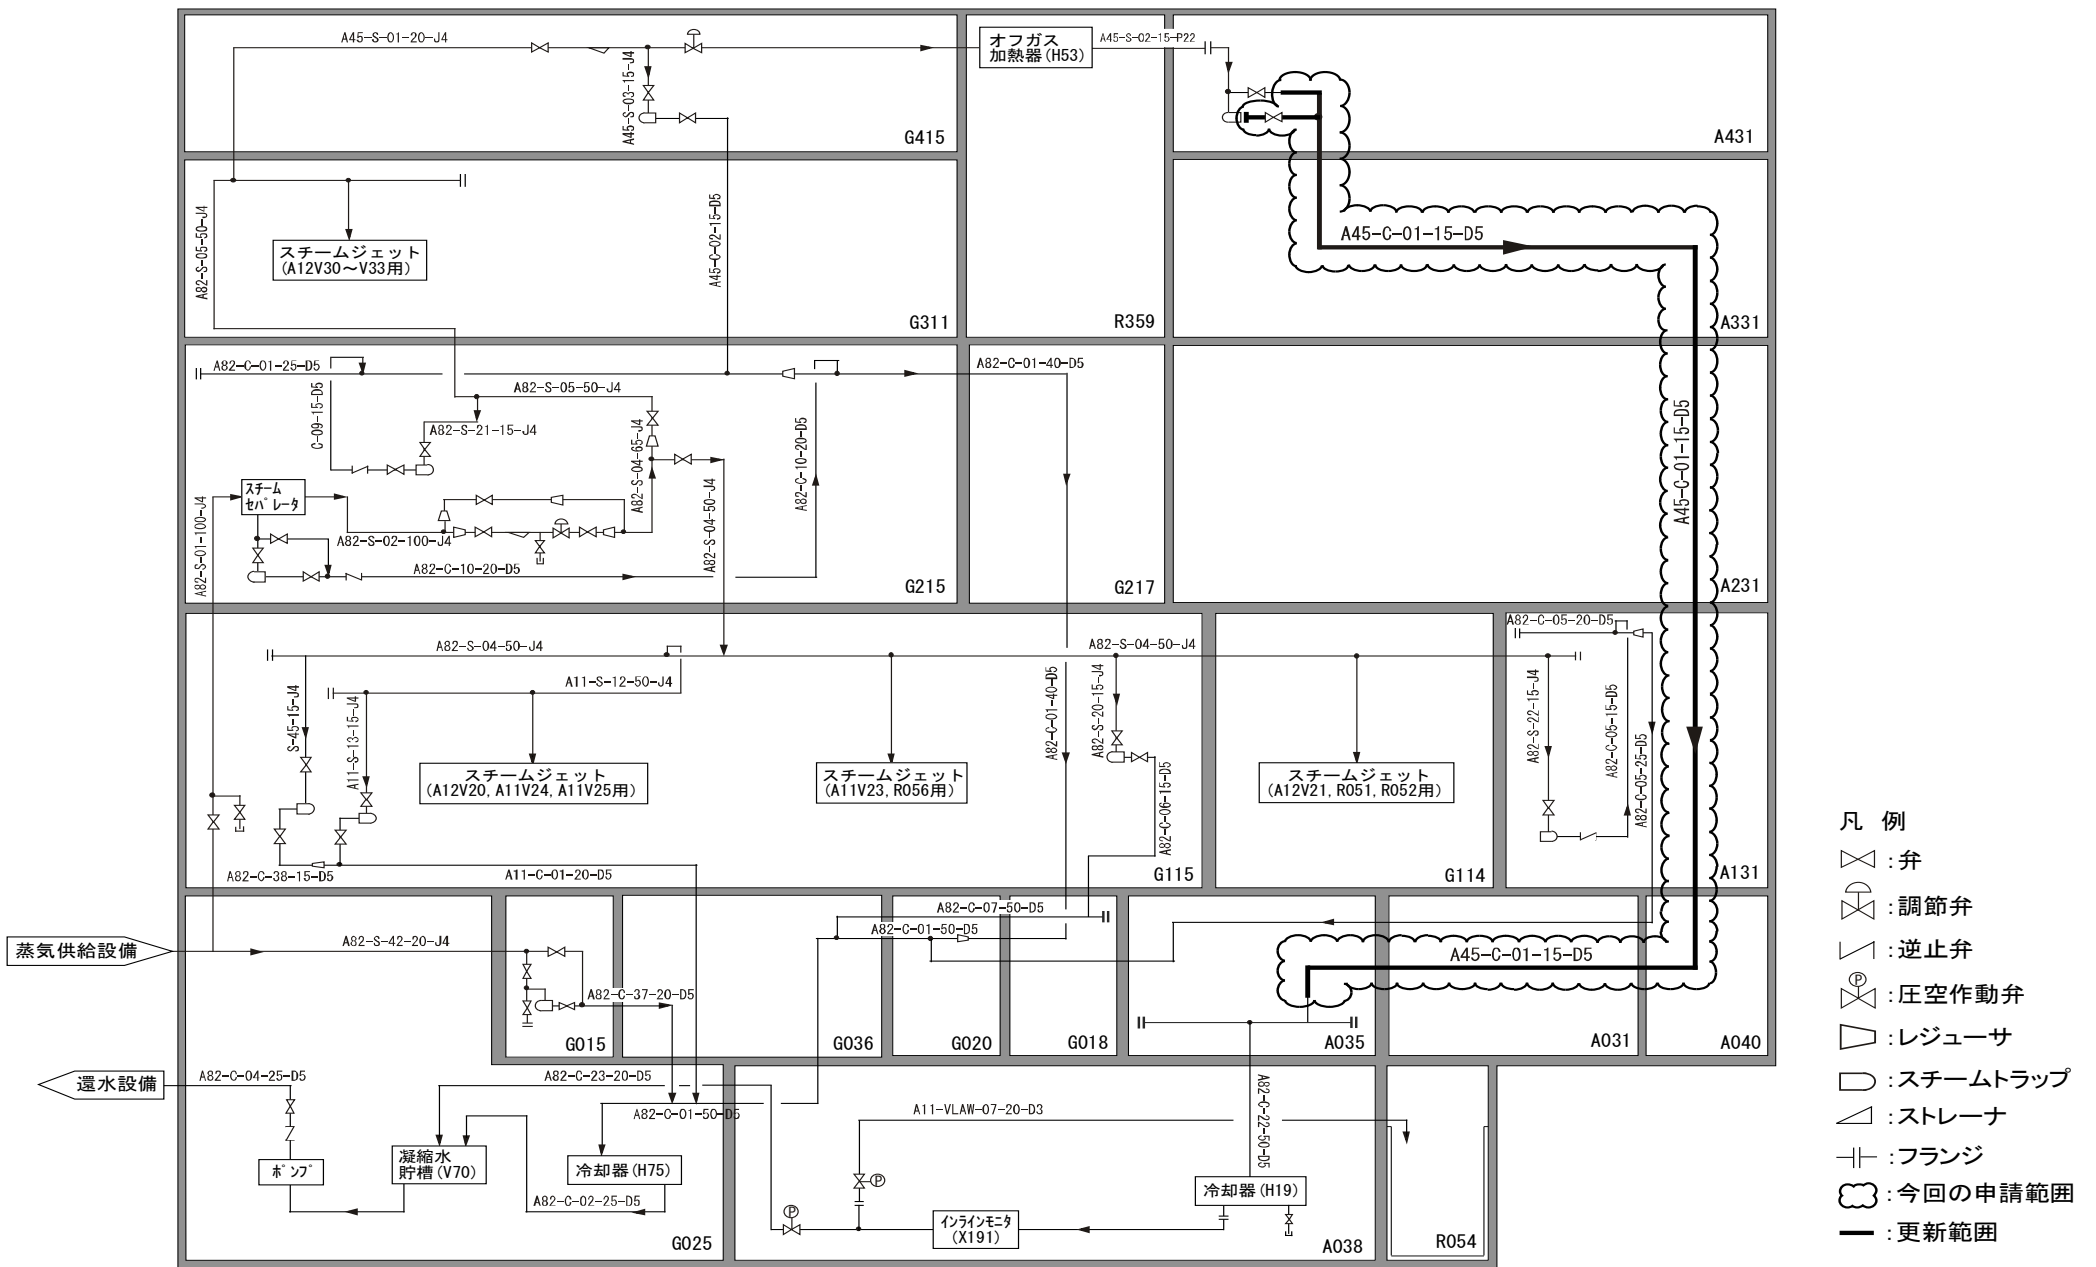 A45-S-01-20-J4
A45-S-03-15-J4
オフガス
加熱器(H53)
A45-S-02-15-P22
G415
A431
A82-S-05-50-J4
スチームジェット
(A12V30～V33用)
A45-C-02-15-D5
G311
R359
A45-C-01-15-D5
A331
A82-C-01-25-D5
C-09-15-D5
A82-S-05-50-J4
A82-S-21-15-J4
A82-S-04-65-J4
A82-C-01-40-D5
A82-C-10-20-D5
A45-C-01-15-D5
スチーム
セパレータ
A82-S-01-100-J4
A82-S-02-100-J4
A82-S-04-50-J4
A82-C-10-20-D5
G215
G217
A231
A82-S-04-50-J4
A82-S-04-50-J4
A82-C-05-20-D5
S-45-15-J4
A11-S-13-15-J4
A11-S-12-50-J4
A82-C-01-40-D5
A82-S-20-15-J4
A82-S-22-15-J4
A82-C-05-15-D5
A82-C-05-25-D5
スチームジェット
(A12V20, A11V24, A11V25用)
スチームジェット
(A11V23, R056用)
スチームジェット
(A12V21, R051, R052用)
A82-C-06-15-D5
A82-C-38-15-D5
A11-C-01-20-D5
G115
G114
A131
A82-C-07-50-D5
A82-C-01-50-D5
蒸気供給設備
A82-S-42-20-J4
A45-C-01-15-D5
A82-C-37-20-D5
G015
G036
G020
G018
A035
A031
A040
還水設備
A82-C-04-25-D5
A82-C-23-20-D5
A82-C-01-50-D5
A11-VLAW-07-20-D3
A82-C-22-50-D5
ポンプ
凝縮水
貯槽(V70)
冷却器(H75)
A82-C-02-25-D5
P
P
インラインモニタ
(X191)
冷却器(H19)
G025
A038
R054
凡 例
:弁
:調節弁
:逆止弁
P
:圧空作動弁
:レジューサ
:スチームトラップ
:ストレーナ
:フランジ
:今回の申請範囲
:更新範囲